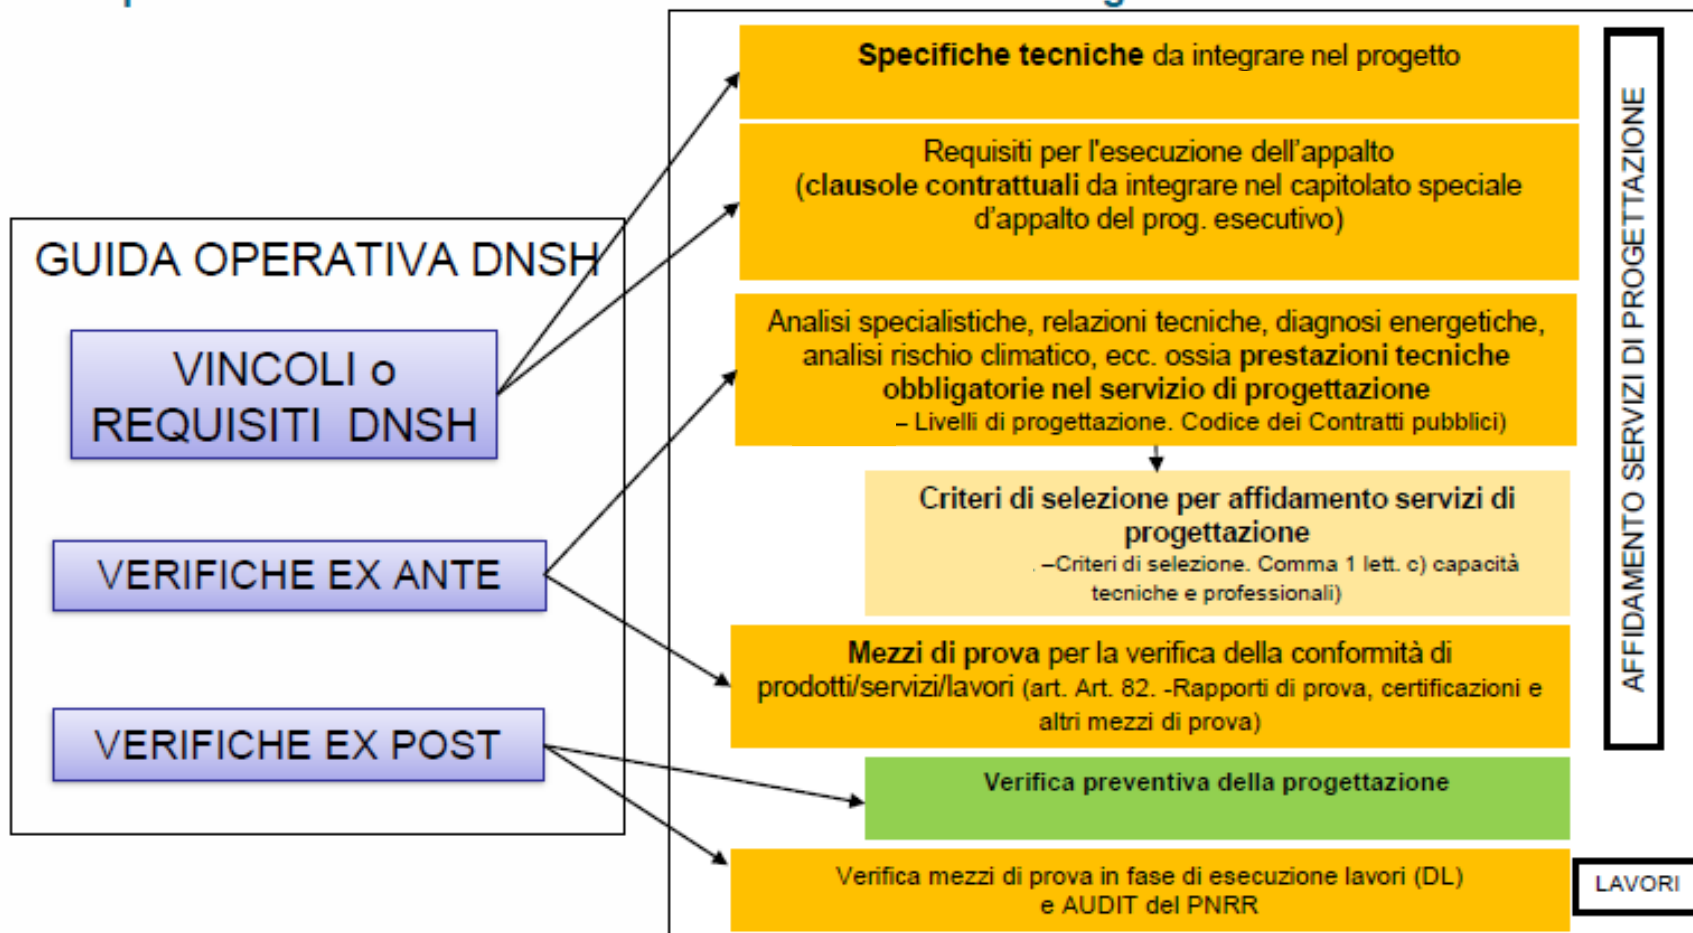 GUIDA OPERATIVA DNSH
VINCOLI o
REQUISITI DNSH
VERIFICHE EX ANTE
VERIFICHE EX POST
Specifiche tecniche da integrare nel progetto
Requisiti per l'esecuzione dell'appalto
(clausole contrattuali da integrare nel capitolato speciale
d'appalto del prog. esecutivo)
Analisi specialistiche, relazioni tecniche, diagnosi energetiche,
analisi rischio climatico, ecc. ossia prestazioni tecniche
obbligatorie nel servizio di progettazione
– Livelli di progettazione. Codice dei Contratti pubblici)
Criteri di selezione per affidamento servizi di
progettazione
. –Criteri di selezione. Comma 1 lett. c) capacità
tecniche e professionali)
Mezzi di prova per la verifica della conformità di
prodotti/servizi/lavori (art. Art. 82. -Rapporti di prova, certificazioni e
altri mezzi di prova)
Verifica preventiva della progettazione
Verifica mezzi di prova in fase di esecuzione lavori (DL)
e AUDIT del PNRR
AFFIDAMENTO SERVIZI DI PROGETTAZIONE
LAVORI